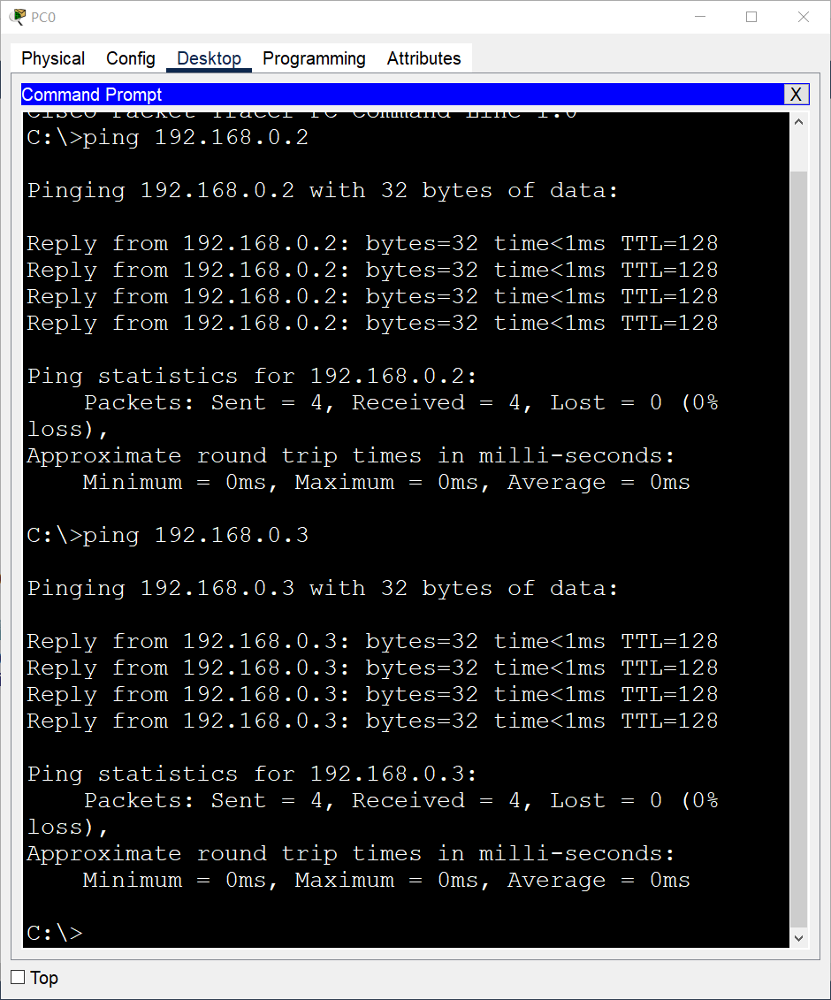 PC0
Physical Config Desktop Programming Attributes
Command Prompt X
Cisco Packet Tracer PC Command Line 1.0
C:\>ping 192.168.0.2
Pinging 192.168.0.2 with 32 bytes of data:
Reply from 192.168.0.2: bytes=32 time<1ms TTL=128
Reply from 192.168.0.2: bytes=32 time<1ms TTL=128
Reply from 192.168.0.2: bytes=32 time<1ms TTL=128
Reply from 192.168.0.2: bytes=32 time<1ms TTL=128
Ping statistics for 192.168.0.2:
Packets: Sent = 4, Received = 4, Lost = 0 (0%
loss),
Approximate round trip times in milli-seconds:
Minimum = 0ms, Maximum = 0ms, Average = 0ms
C:\>ping 192.168.0.3
Pinging 192.168.0.3 with 32 bytes of data:
Reply from 192.168.0.3: bytes=32 time<1ms TTL=128
Reply from 192.168.0.3: bytes=32 time<1ms TTL=128
Reply from 192.168.0.3: bytes=32 time<1ms TTL=128
Reply from 192.168.0.3: bytes=32 time<1ms TTL=128
Ping statistics for 192.168.0.3:
Packets: Sent = 4, Received = 4, Lost = 0 (0%
loss),
Approximate round trip times in milli-seconds:
Minimum = 0ms, Maximum = 0ms, Average = 0ms
C:\>
Top